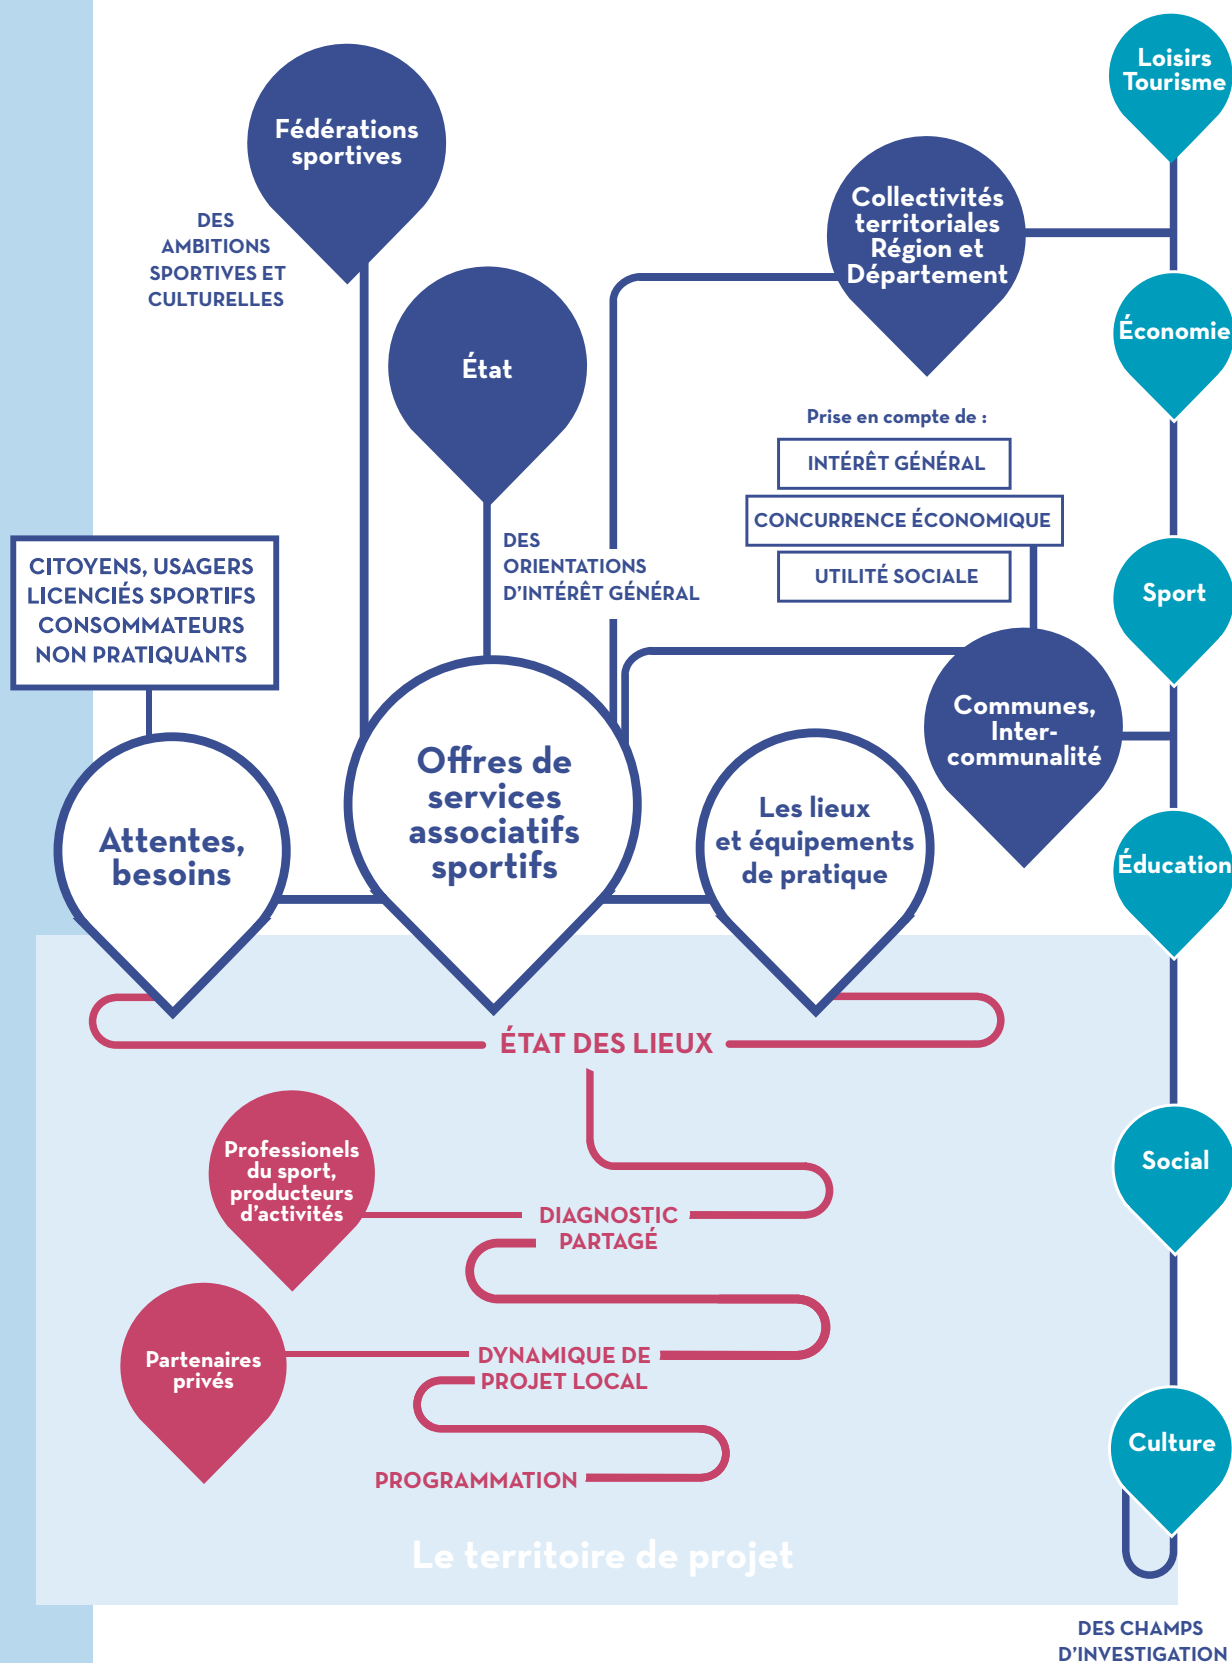 Loisirs
Tourisme
Fédérations
sportives
DES
AMBITIONS
SPORTIVES ET
CULTURELLES
Collectivités
territoriales
Région et
Département
État
Économie
Prise en compte de :
INTÉRÊT GÉNÉRAL
CONCURRENCE ÉCONOMIQUE
UTILITÉ SOCIALE
DES
ORIENTATIONS
D'INTÉRÊT GÉNÉRAL
CITOYENS, USAGERS
LICENCIÉS SPORTIFS
CONSOMMATEURS
NON PRATIQUANTS
Sport
Communes,
Inter-
communalité
Offres de
services
associatifs
sportifs
Attentes,
besoins
Les lieux
et équipements
de pratique
Éducation
ÉTAT DES LIEUX
Professionels
du sport,
producteurs
d'activités
Social
DIAGNOSTIC
PARTAGÉ
Partenaires
privés
DYNAMIQUE DE
PROJET LOCAL
Culture
PROGRAMMATION
Le territoire de projet
DES CHAMPS
D'INVESTIGATION